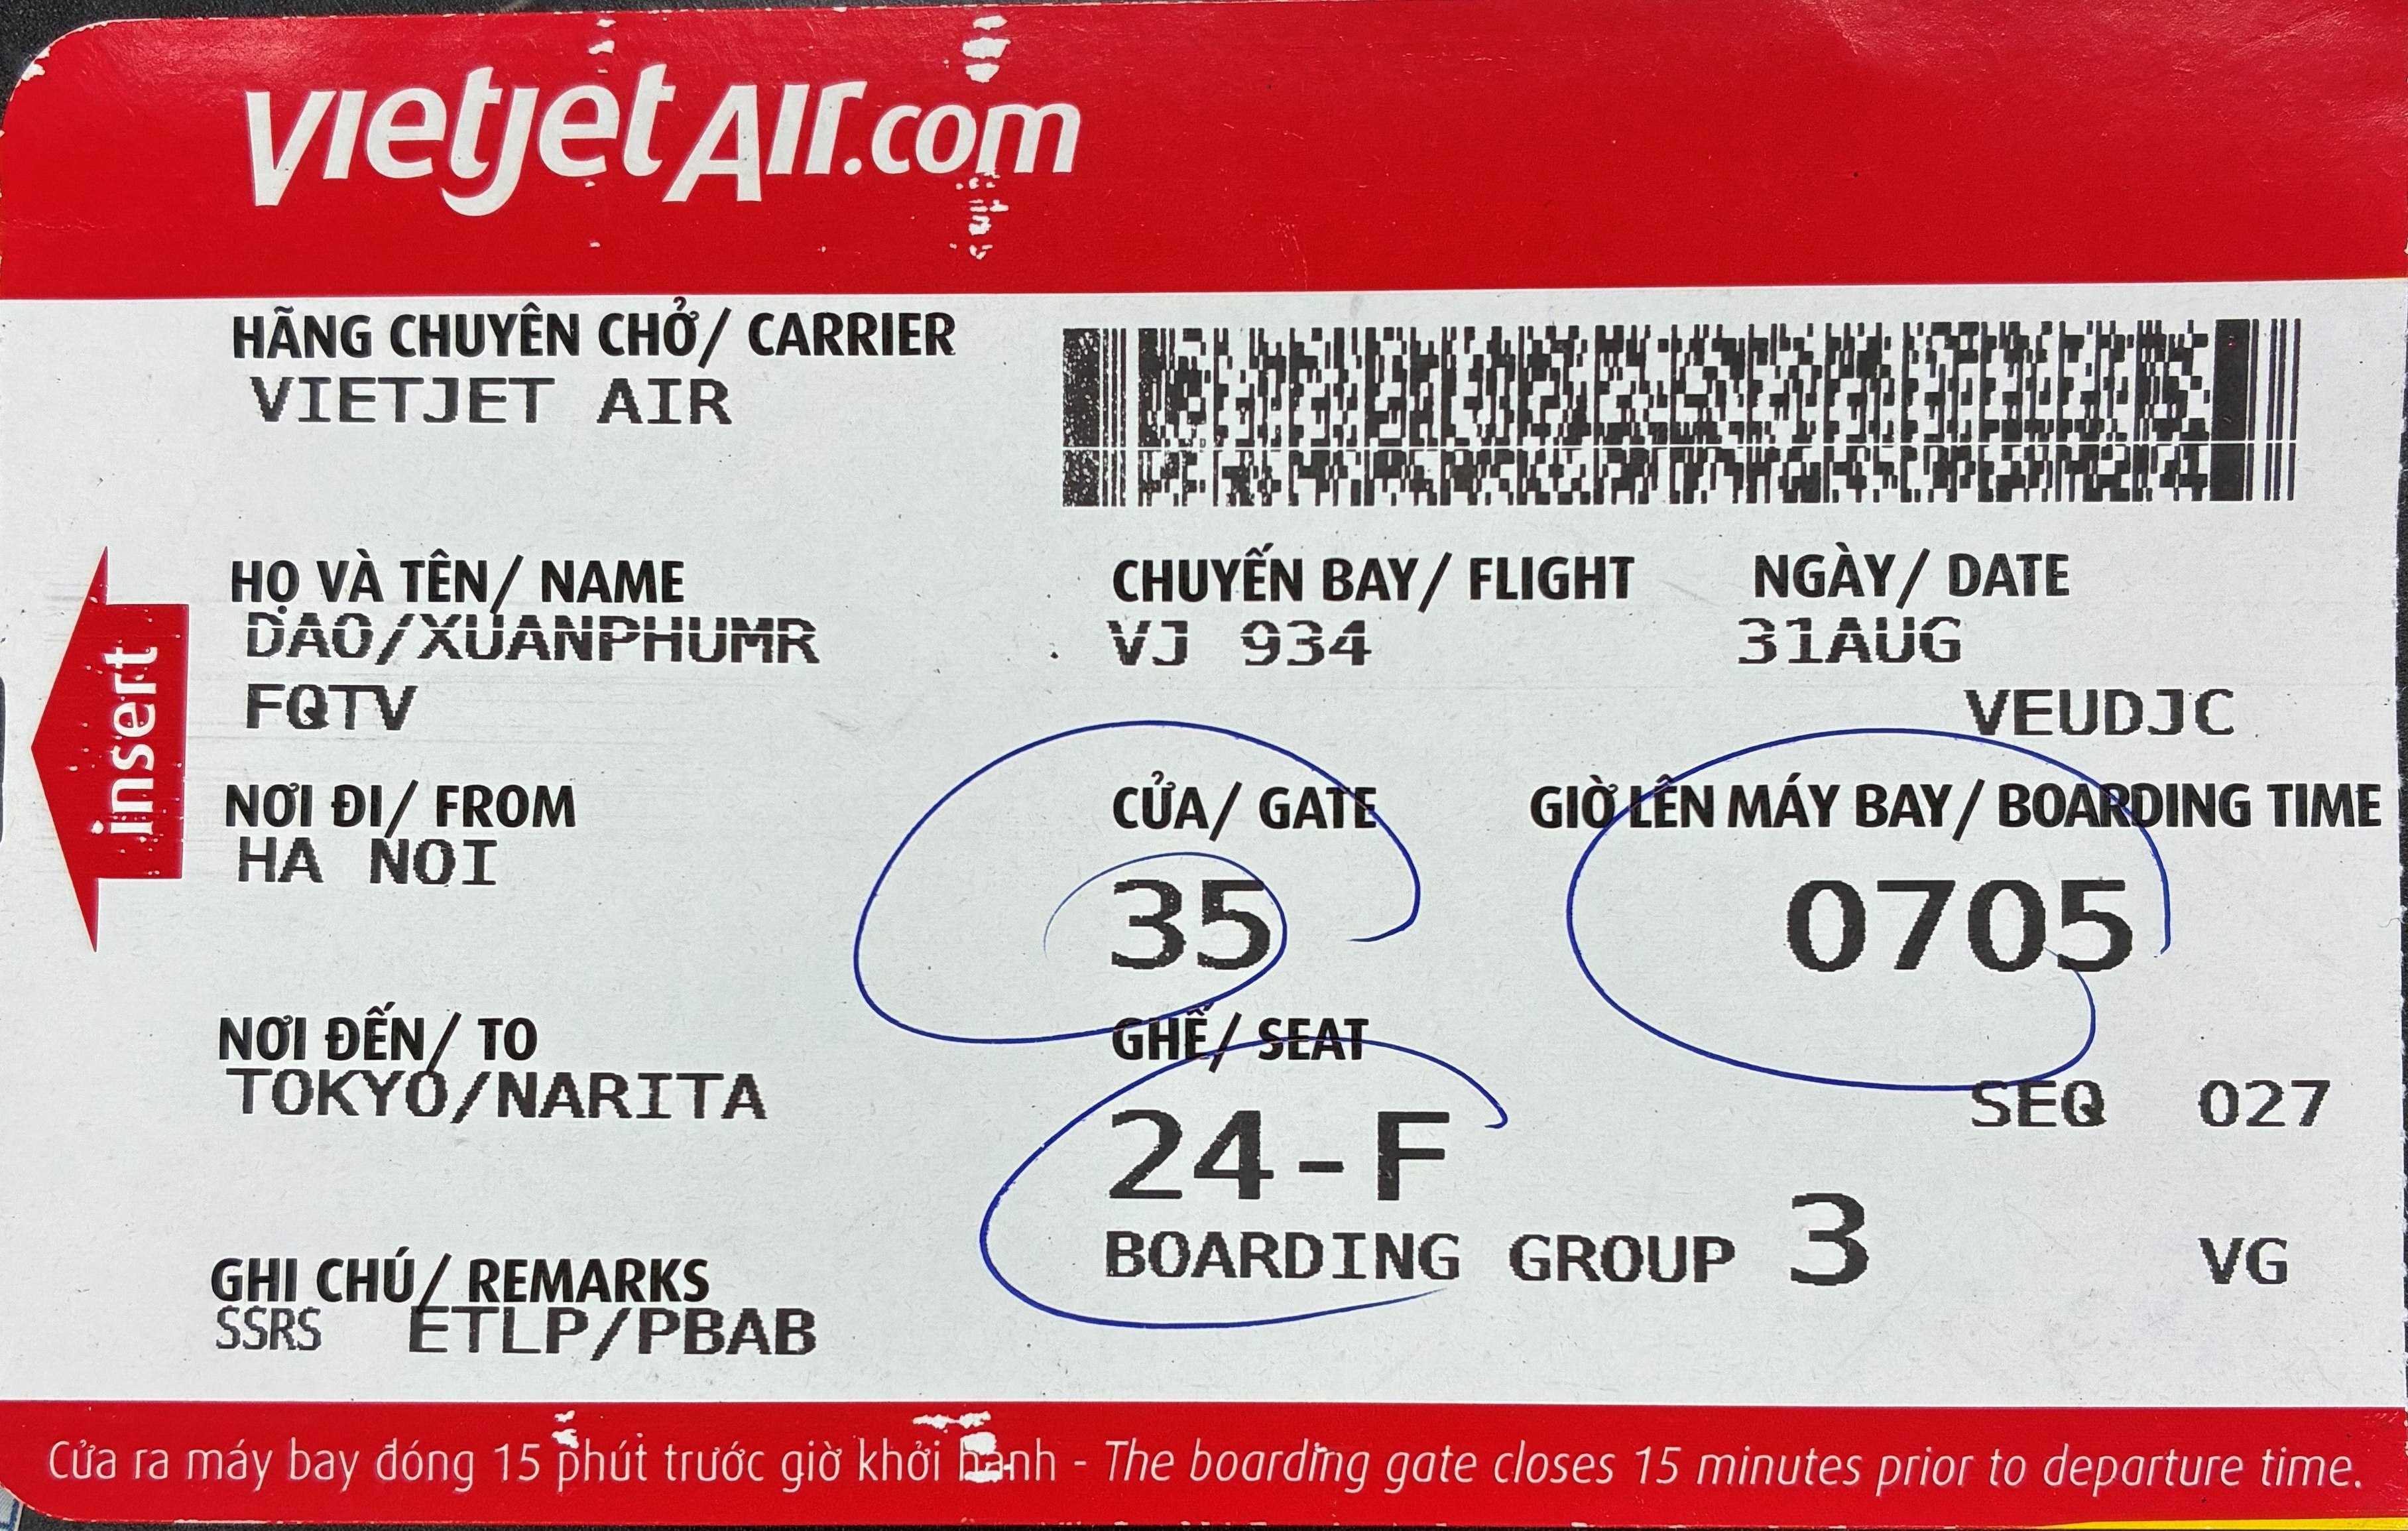 vietjetAir.com
HÃNG CHUYÊN CHỞ/ CARRIER
VIETJET AIR
HỌ VÀ TÊN/ NAME
DAO/XUANPHUMR
FQTV
CHUYẾN BAY/ FLIGHT
VJ 934
NGÀY/ DATE
31AUG
VEUDJC
insert
NƠI ĐI/ FROM
HA NOI
CỬA/ GATE
35
GIỜ LÊN MÁY BAY/ BOARDING TIME
0705
NƠI ĐẾN/ TO
TOKYO/NARITA
GHẾ/ SEAT
24-F
SEQ 027
BOARDING GROUP 3
VG
GHI CHÚ/ REMARKS
SSRS ETLP/PBAB
Cửa ra máy bay đóng 15 phút trước giờ khởi hành - The boarding gate closes 15 minutes prior to departure time.